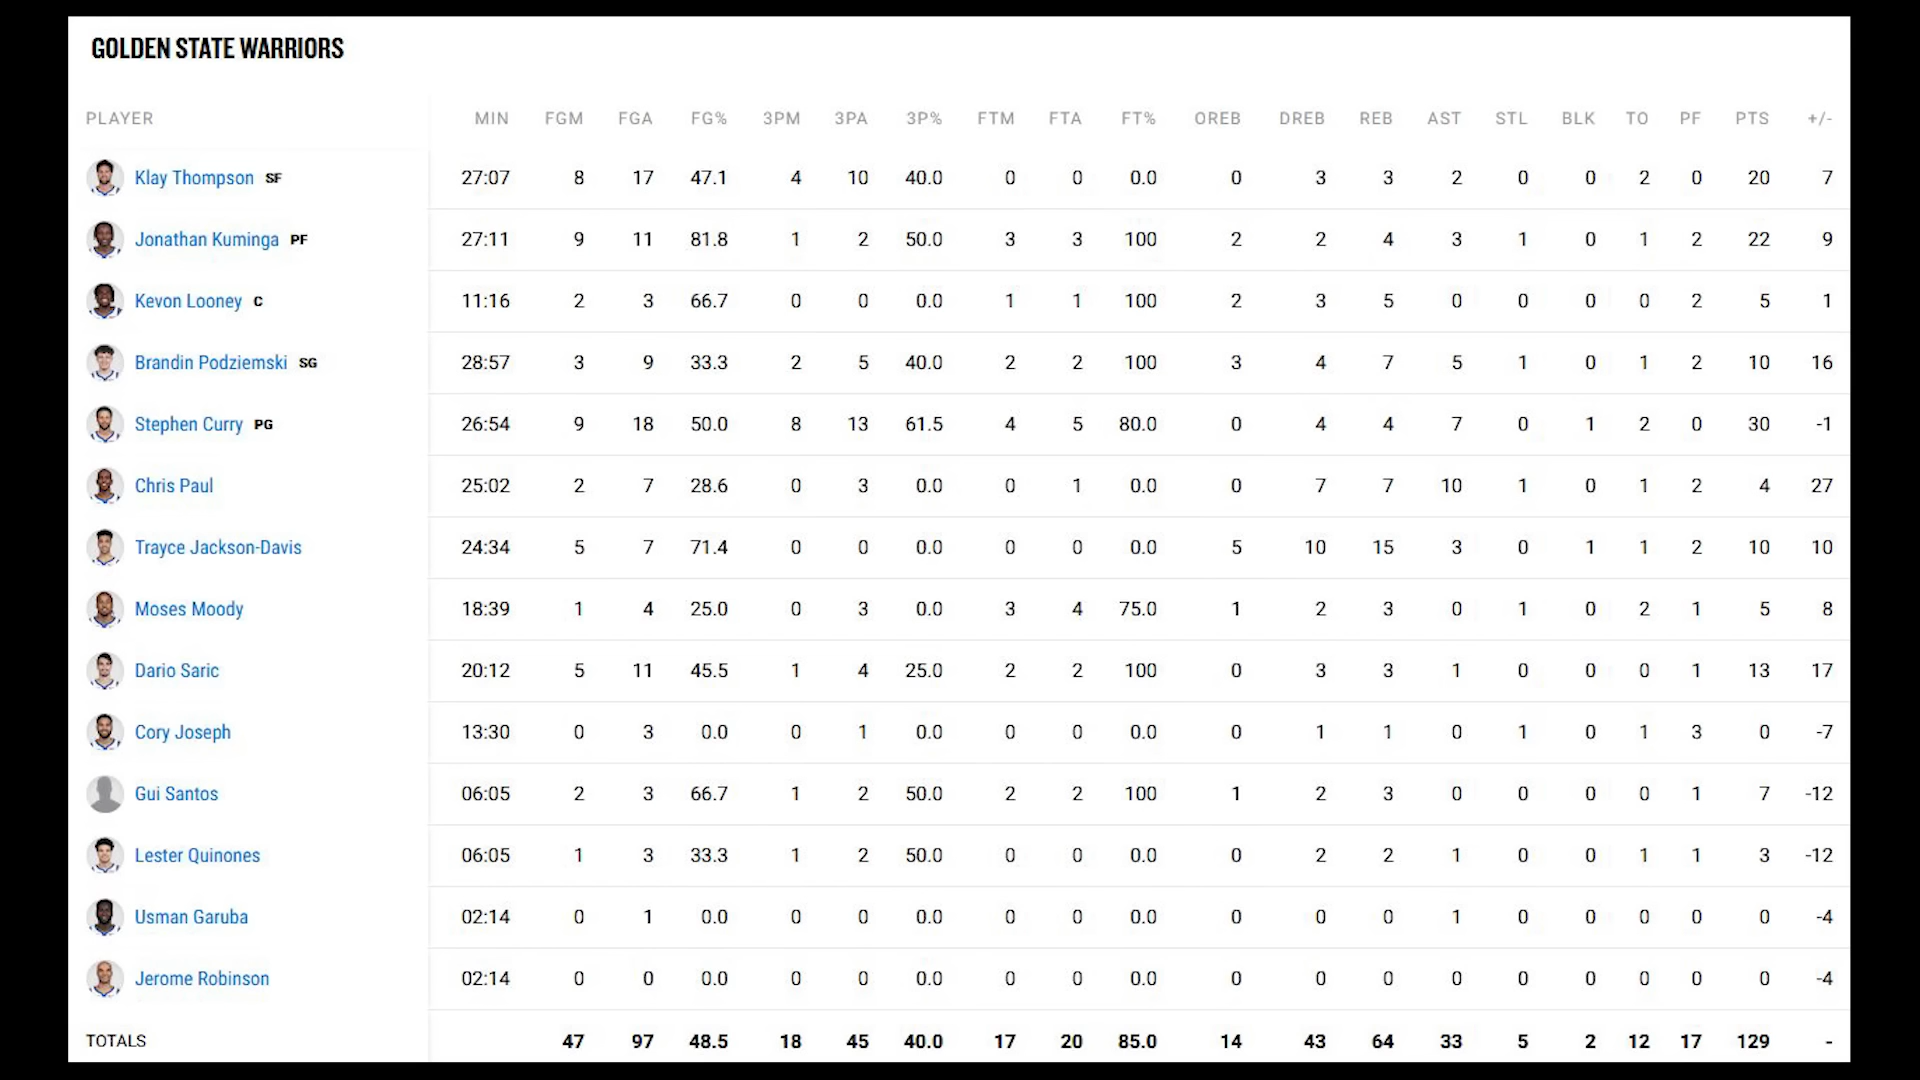 GOLDEN STATE WARRIORS
PLAYER MIN FGM FGA FG% 3PM 3PA 3P% FTM FTA FT% OREB DREB REB AST STL BLK TO PF PTS +/-
Klay Thompson SF 27:07 8 17 47.1 4 10 40.0 0 0 0.0 0 3 3 2 0 0 2 0 20 7
Jonathan Kuminga PF 27:11 9 11 81.8 1 2 50.0 3 3 100 2 2 4 3 1 0 1 2 22 9
Kevon Looney C 11:16 2 3 66.7 0 0 0.0 1 1 100 2 3 5 0 0 0 0 2 5 1
Brandin Podziemski SG 28:57 3 9 33.3 2 5 40.0 2 2 100 3 4 7 5 1 0 1 2 10 16
Stephen Curry PG 26:54 9 18 50.0 8 13 61.5 4 5 80.0 0 4 4 7 0 1 2 0 30 -1
Chris Paul 25:02 2 7 28.6 0 3 0.0 0 1 0.0 0 7 7 10 1 0 1 2 4 27
Trayce Jackson-Davis 24:34 5 7 71.4 0 0 0.0 0 0 0.0 5 10 15 3 0 1 1 2 10 10
Moses Moody 18:39 1 4 25.0 0 3 0.0 3 4 75.0 1 2 3 0 1 0 2 1 5 8
Dario Saric 20:12 5 11 45.5 1 4 25.0 2 2 100 0 3 3 1 0 0 0 1 13 17
Cory Joseph 13:30 0 3 0.0 0 1 0.0 0 0 0.0 0 1 1 0 1 0 1 3 0 -7
Gui Santos 06:05 2 3 66.7 1 2 50.0 2 2 100 1 2 3 0 0 0 0 1 7 -12
Lester Quinones 06:05 1 3 33.3 1 2 50.0 0 0 0.0 0 2 2 1 0 0 1 1 3 -12
Usman Garuba 02:14 0 1 0.0 0 0 0.0 0 0 0.0 0 0 0 1 0 0 0 0 0 -4
Jerome Robinson 02:14 0 0 0.0 0 0 0.0 0 0 0.0 0 0 0 0 0 0 0 0 0 -4
TOTALS 47 97 48.5 18 45 40.0 17 20 85.0 14 43 64 33 5 2 12 17 129 -